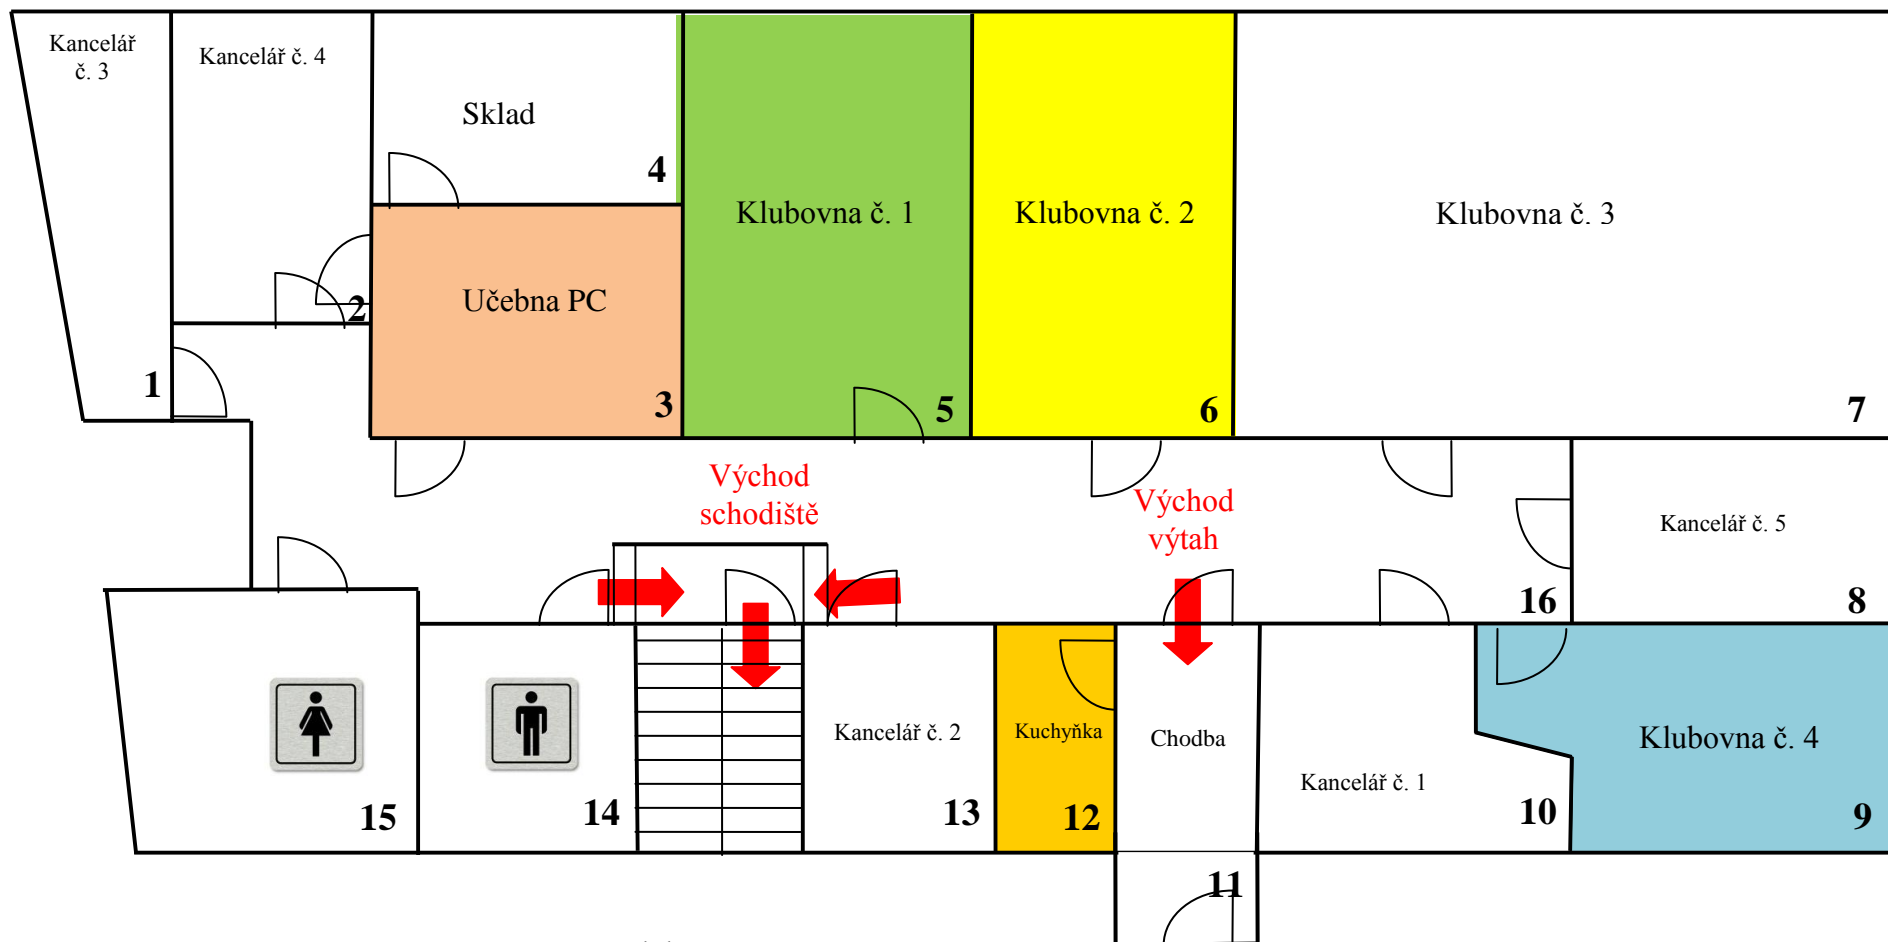 Kancelář
č. 3
Kancelář č. 4
Sklad
4
Klubovna č. 1
Klubovna č. 2
Klubovna č. 3
Učebna PC
2
1
3
5
6
7
Východ
schodiště
Východ
výtah
Kancelář č. 5
16
8
Kancelář č. 2
Kuchyňka
Chodba
Kancelář č. 1
Klubovna č. 4
15
14
13
12
10
9
11